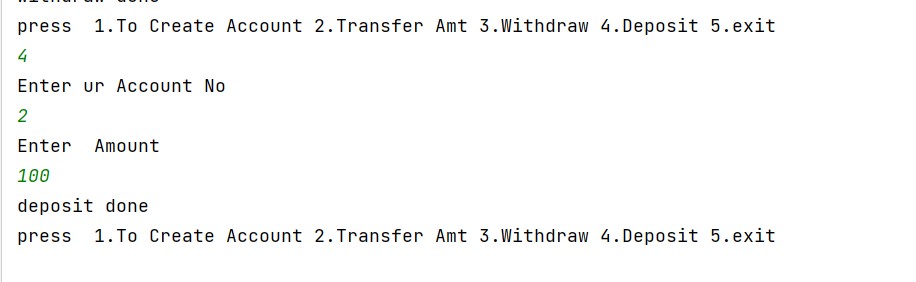 withdraw done
press  1.To Create Account 2.Transfer Amt 3.Withdraw 4.Deposit 5.exit
4
Enter ur Account No
2
Enter  Amount
100
deposit done
press  1.To Create Account 2.Transfer Amt 3.Withdraw 4.Deposit 5.exit